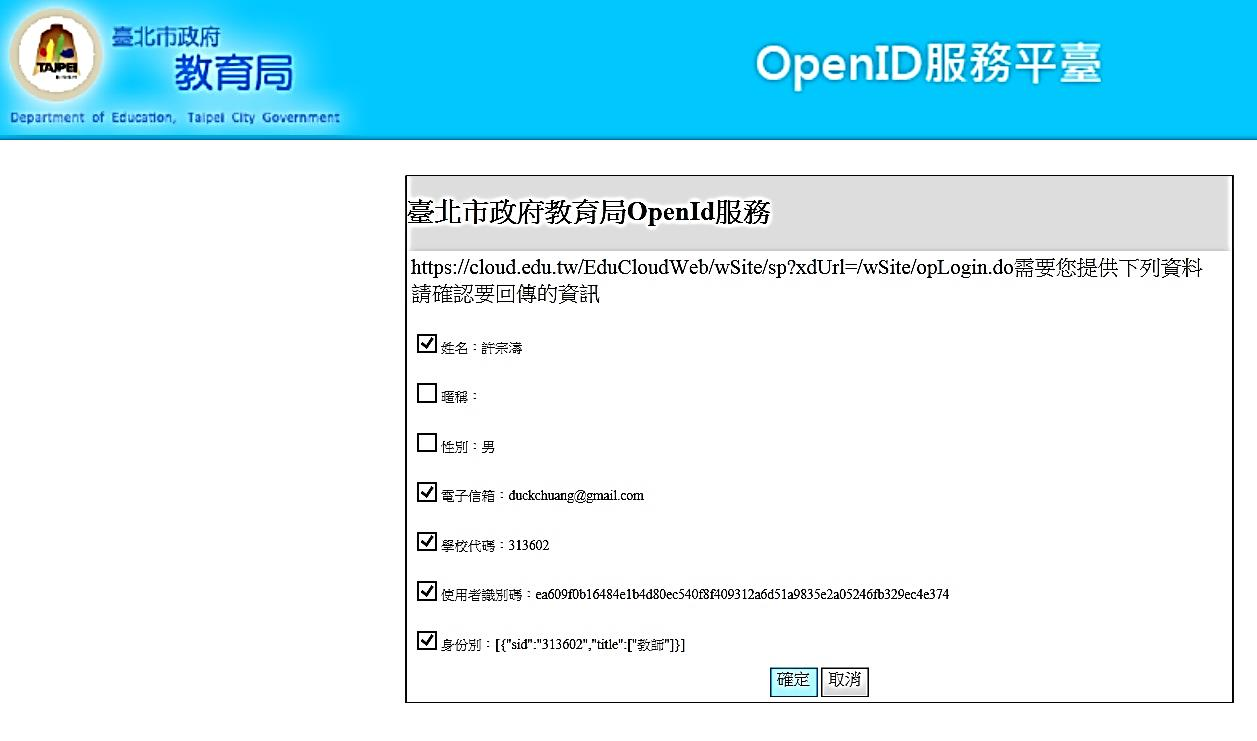 臺北市政府
教育局
TAIPEI
Department of Education, Taipei City Government
OpenID服務平臺
臺北市政府教育局OpenId服務
https://cloud.edu.tw/EduCloudWeb/wSite/sp?xdUrl=/wSite/opLogin.do需要您提供下列資料
請確認要回傳的資訊
姓名：許宗濤
暱稱：
性別：男
電子信箱：duckchuang@gmail.com
學校代碼：313602
使用者識別碼：ea609f0b16484e1b4d80ec540f8f409312a6d51a9835e2a05246fb329ec4e374
身份別：[{"sid":"313602","title":["教師"]}]
確定 取消